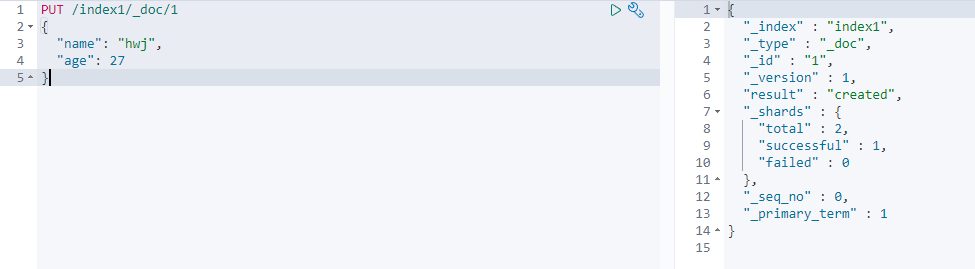 1 PUT /index1/_doc/1
2 {
3 "name": "hwj",
4 "age": 27
5 }
1 {
2 "_index" : "index1",
3 "_type" : "_doc",
4 "_id" : "1",
5 "_version" : 1,
6 "result" : "created",
7 "_shards" : {
8 "total" : 2,
9 "successful" : 1,
10 "failed" : 0
11 },
12 "_seq_no" : 0,
13 "_primary_term" : 1
14 }
15